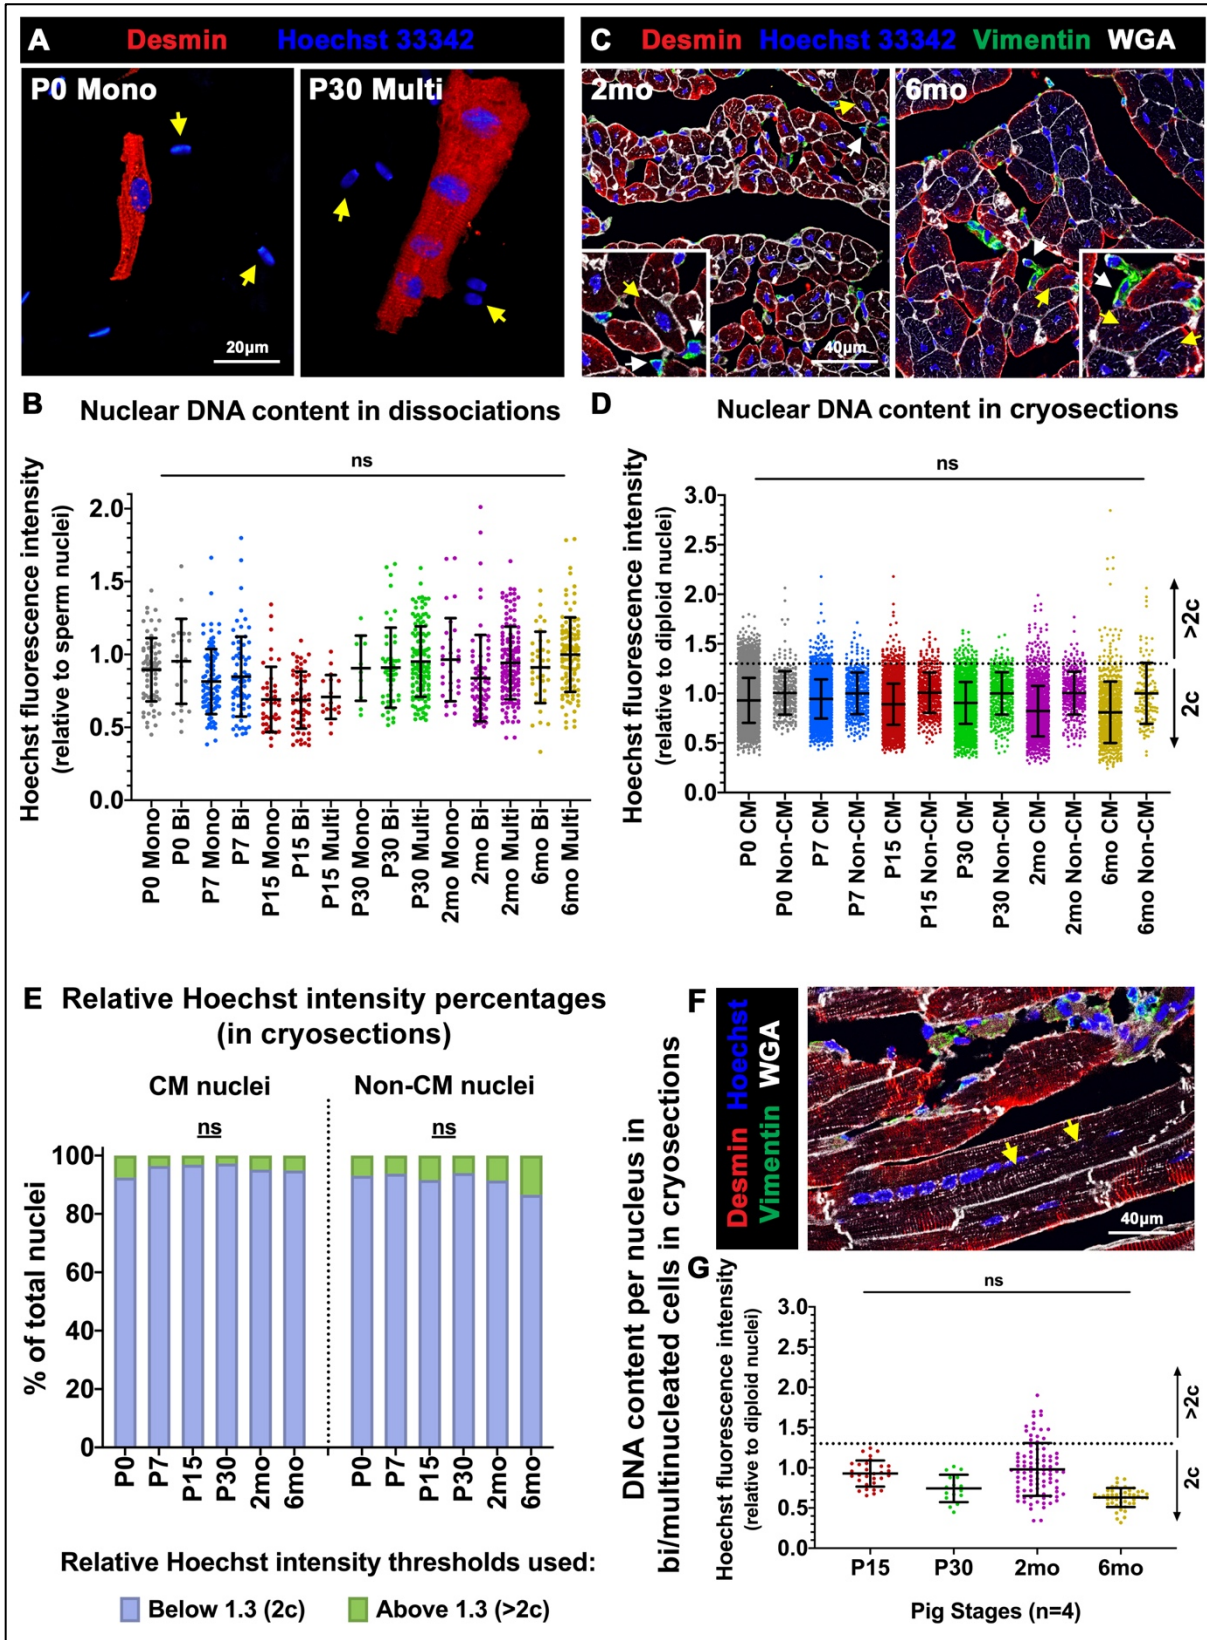 A Desmin Hoechst 33342
P0 Mono
P30 Multi
20µm
C Desmin Hoechst 33342 Vimentin WGA
2mo
6mo
40µm
B Nuclear DNA content in dissociations
Hoechst fluorescence intensity
(relative to sperm nuclei)
ns
2.0
1.5
1.0
0.5
0.0
P0 Mono
P0 Bi
P7 Mono
P7 Bi
P15 Mono
P15 Bi
P15 Multi
P30 Mono
P30 Bi
P30 Multi
2mo Mono
2mo Bi
2mo Multi
6mo Bi
6mo Multi
D Nuclear DNA content in cryosections
Hoechst fluorescence intensity
(relative to diploid nuclei)
ns
3.0
2.5
2.0
1.5
1.0
0.5
0.0
>2c
2c
P0 CM
P0 Non-CM
P7 CM
P7 Non-CM
P15 CM
P15 Non-CM
P30 CM
P30 Non-CM
2mo CM
2mo Non-CM
6mo CM
6mo Non-CM
E Relative Hoechst intensity percentages
(in cryosections)
CM nuclei
Non-CM nuclei
ns
ns
% of total nuclei
100
80
60
40
20
0
P0
P7
P15
P30
2mo
6mo
P0
P7
P15
P30
2mo
6mo
Relative Hoechst intensity thresholds used:
Below 1.3 (2c)
Above 1.3 (>2c)
F
Desmin Hoechst
Vimentin WGA
40µm
DNA content per nucleus in
bi/multinucleated cells in cryosections
G
Hoechst fluorescence intensity
(relative to diploid nuclei)
ns
3.0
2.5
2.0
1.5
1.0
0.5
0.0
>2c
2c
P15
P30
2mo
6mo
Pig Stages (n=4)